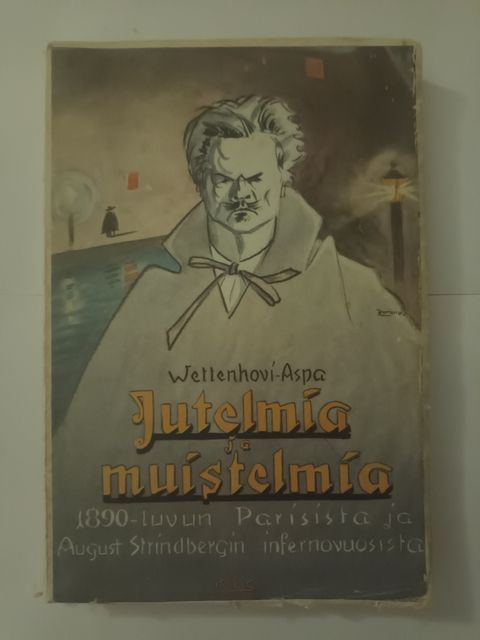 Wettenhovi-Aspa
Jutelmia
ja
muistelmia
1890-luvun Parisista ja
August Strindbergin infernovuosista